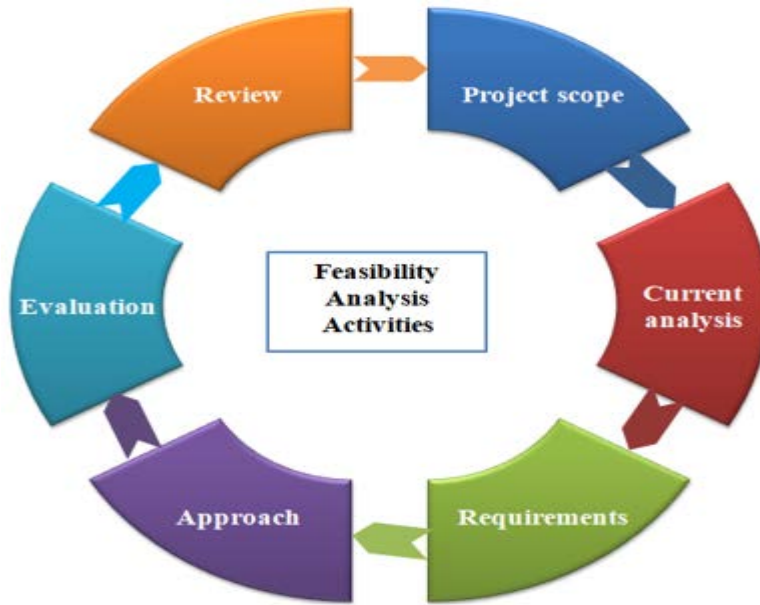 Review
Project scope
Feasibility
Analysis
Activities
Evaluation
Current
analysis
Approach
Requirements